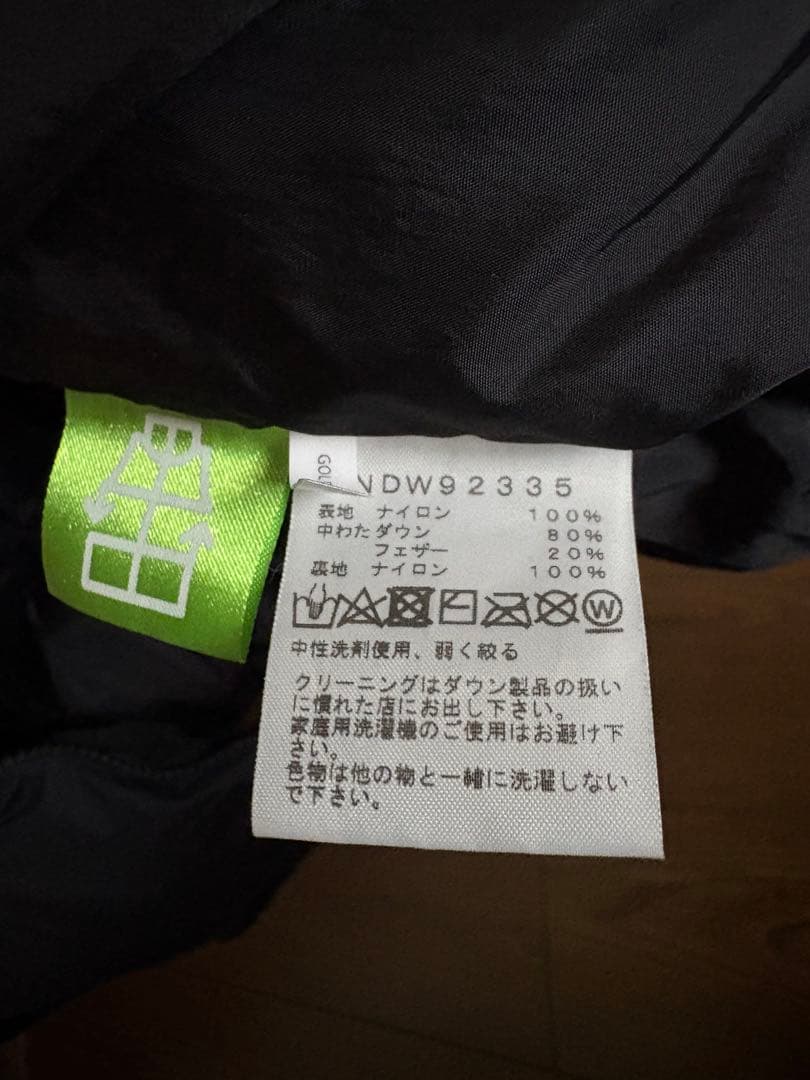 GOL
NDW92335
表地 ナイロン 100%
中わた ダウン 80%
フェザー 20%
裏地 ナイロン 100%
W
中性洗剤使用、弱く絞る
クリーニングはダウン製品の扱い
に慣れた店にお出し下さい。
家庭用洗濯機のご使用はお避け下
さい。
色物は他の物と一緒に洗濯しない
で下さい。